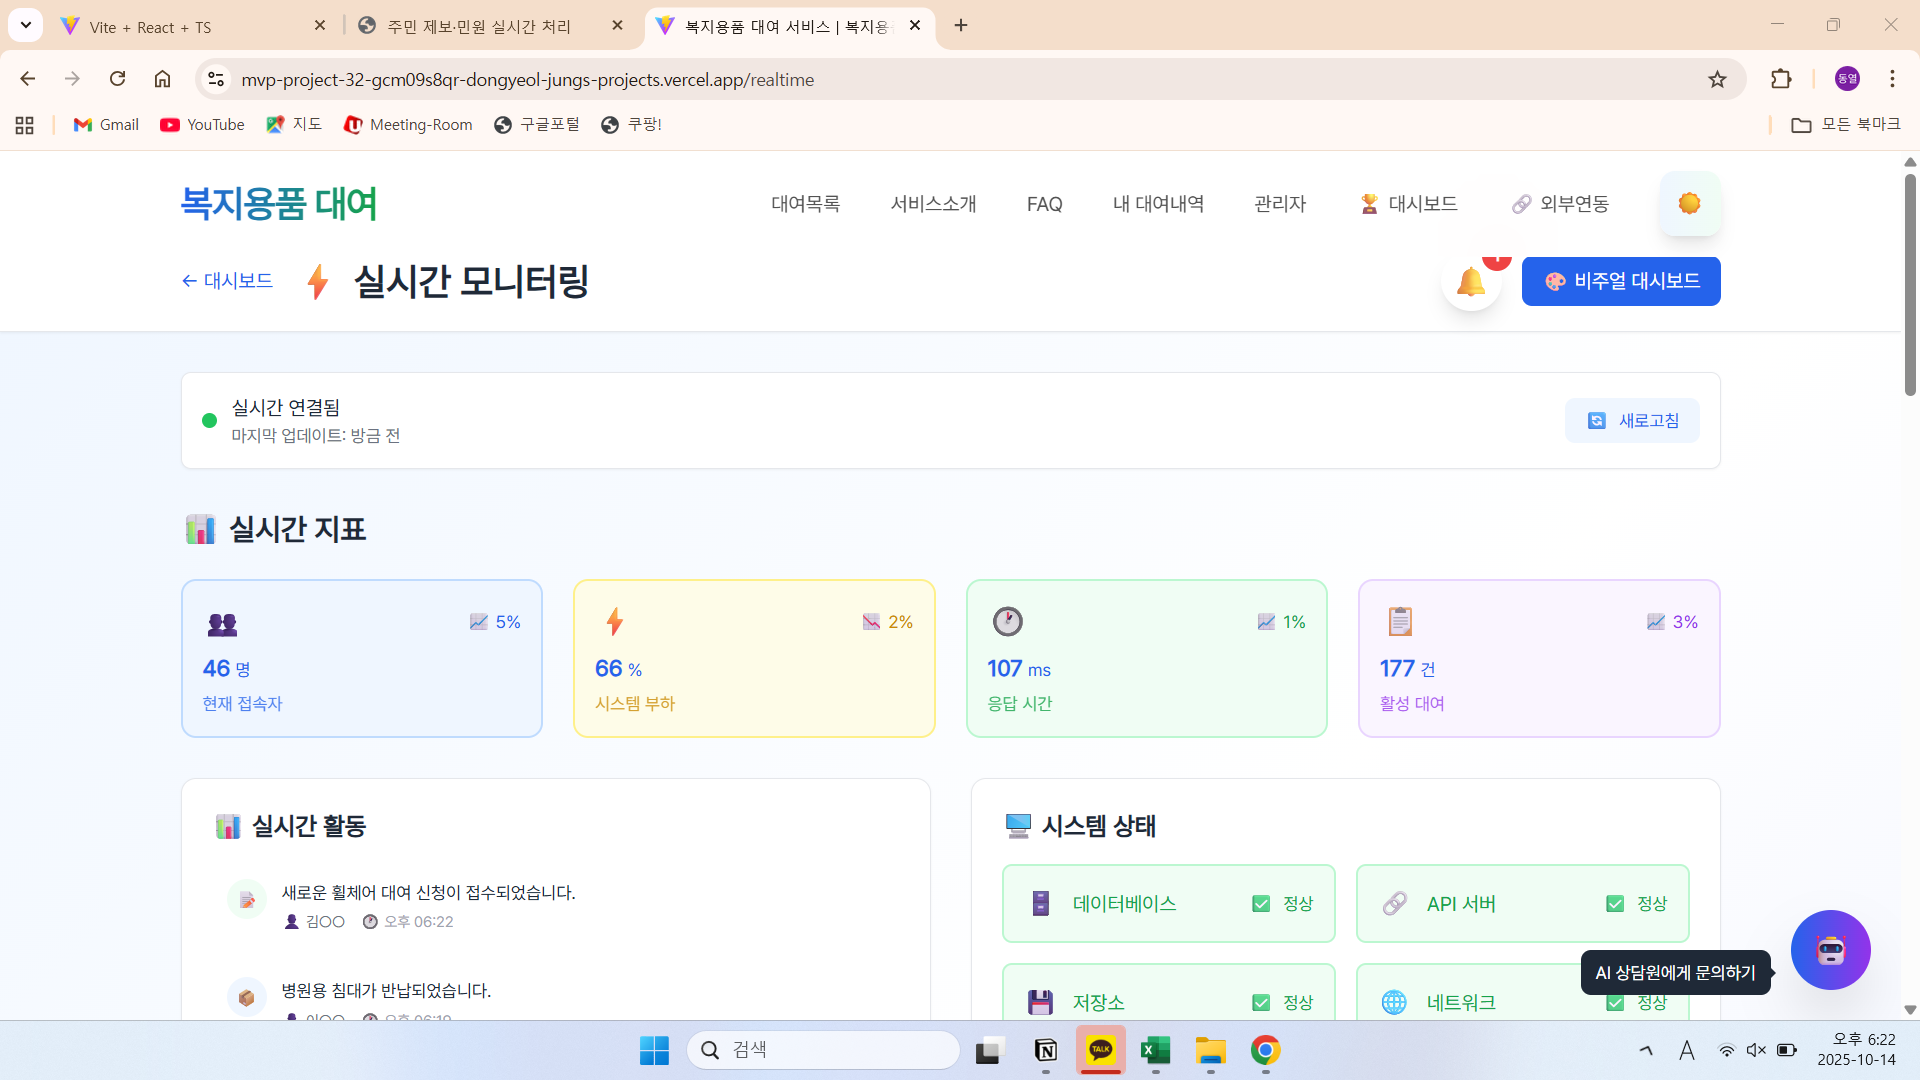 Vite + React + TS
주민 제보·민원 실시간 처리
복지용품 대여 서비스 | 복지용
mvp-project-32-gcm09s8qr-dongyeol-jungs-projects.vercel.app/realtime
동열
Gmail
YouTube
지도
Meeting-Room
구글포털
쿠팡!
모든 북마크
복지용품 대여
대여목록
서비스소개
FAQ
내 대여내역
관리자
대시보드
외부연동
← 대시보드
실시간 모니터링
비주얼 대시보드
실시간 연결됨
마지막 업데이트: 방금 전
새로고침
실시간 지표
5%
46 명
현재 접속자
2%
66 %
시스템 부하
1%
107 ms
응답 시간
3%
177 건
활성 대여
실시간 활동
새로운 휠체어 대여 신청이 접수되었습니다.
김○○ 오후 06:22
병원용 침대가 반납되었습니다.
이○○ 오후 06:19
시스템 상태
데이터베이스 정상
API 서버 정상
저장소 정상
네트워크 정상
AI 상담원에게 문의하기
검색
TALK
A
오후 6:22
2025-10-14